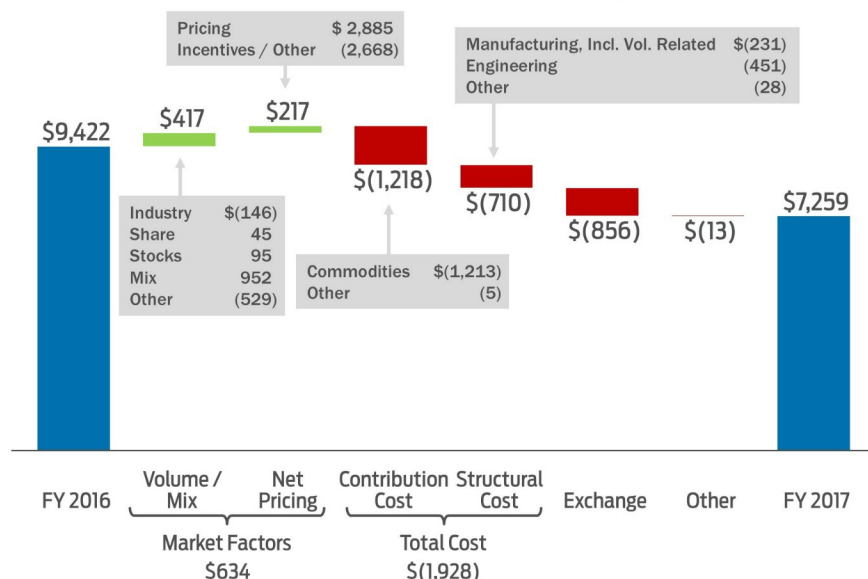 Pricing $ 2,885
Incentives / Other (2,668)
Manufacturing, Incl. Vol. Related $(231)
Engineering (451)
Other (28)
$9,422
$417
$217
$(1,218)
$(710)
$(856)
$(13)
$7,259
Industry $(146)
Share 45
Stocks 95
Mix 952
Other (529)
Commodities $(1,213)
Other (5)
FY 2016
Volume /
Mix
Net
Pricing
Contribution
Cost
Structural
Cost
Exchange
Other
FY 2017
Market Factors
$634
Total Cost
$(1,928)